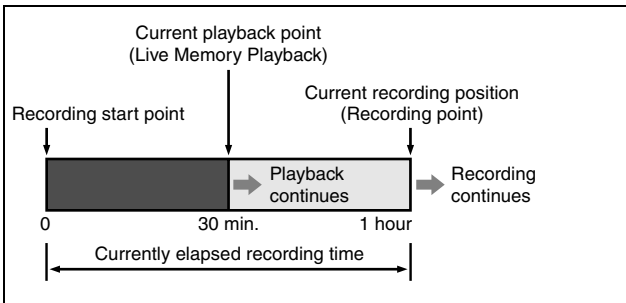 Current playback point
(Live Memory Playback)
Current recording position
(Recording point)
Recording start point
Playback
continues
Recording
continues
0
30 min.
1 hour
Currently elapsed recording time